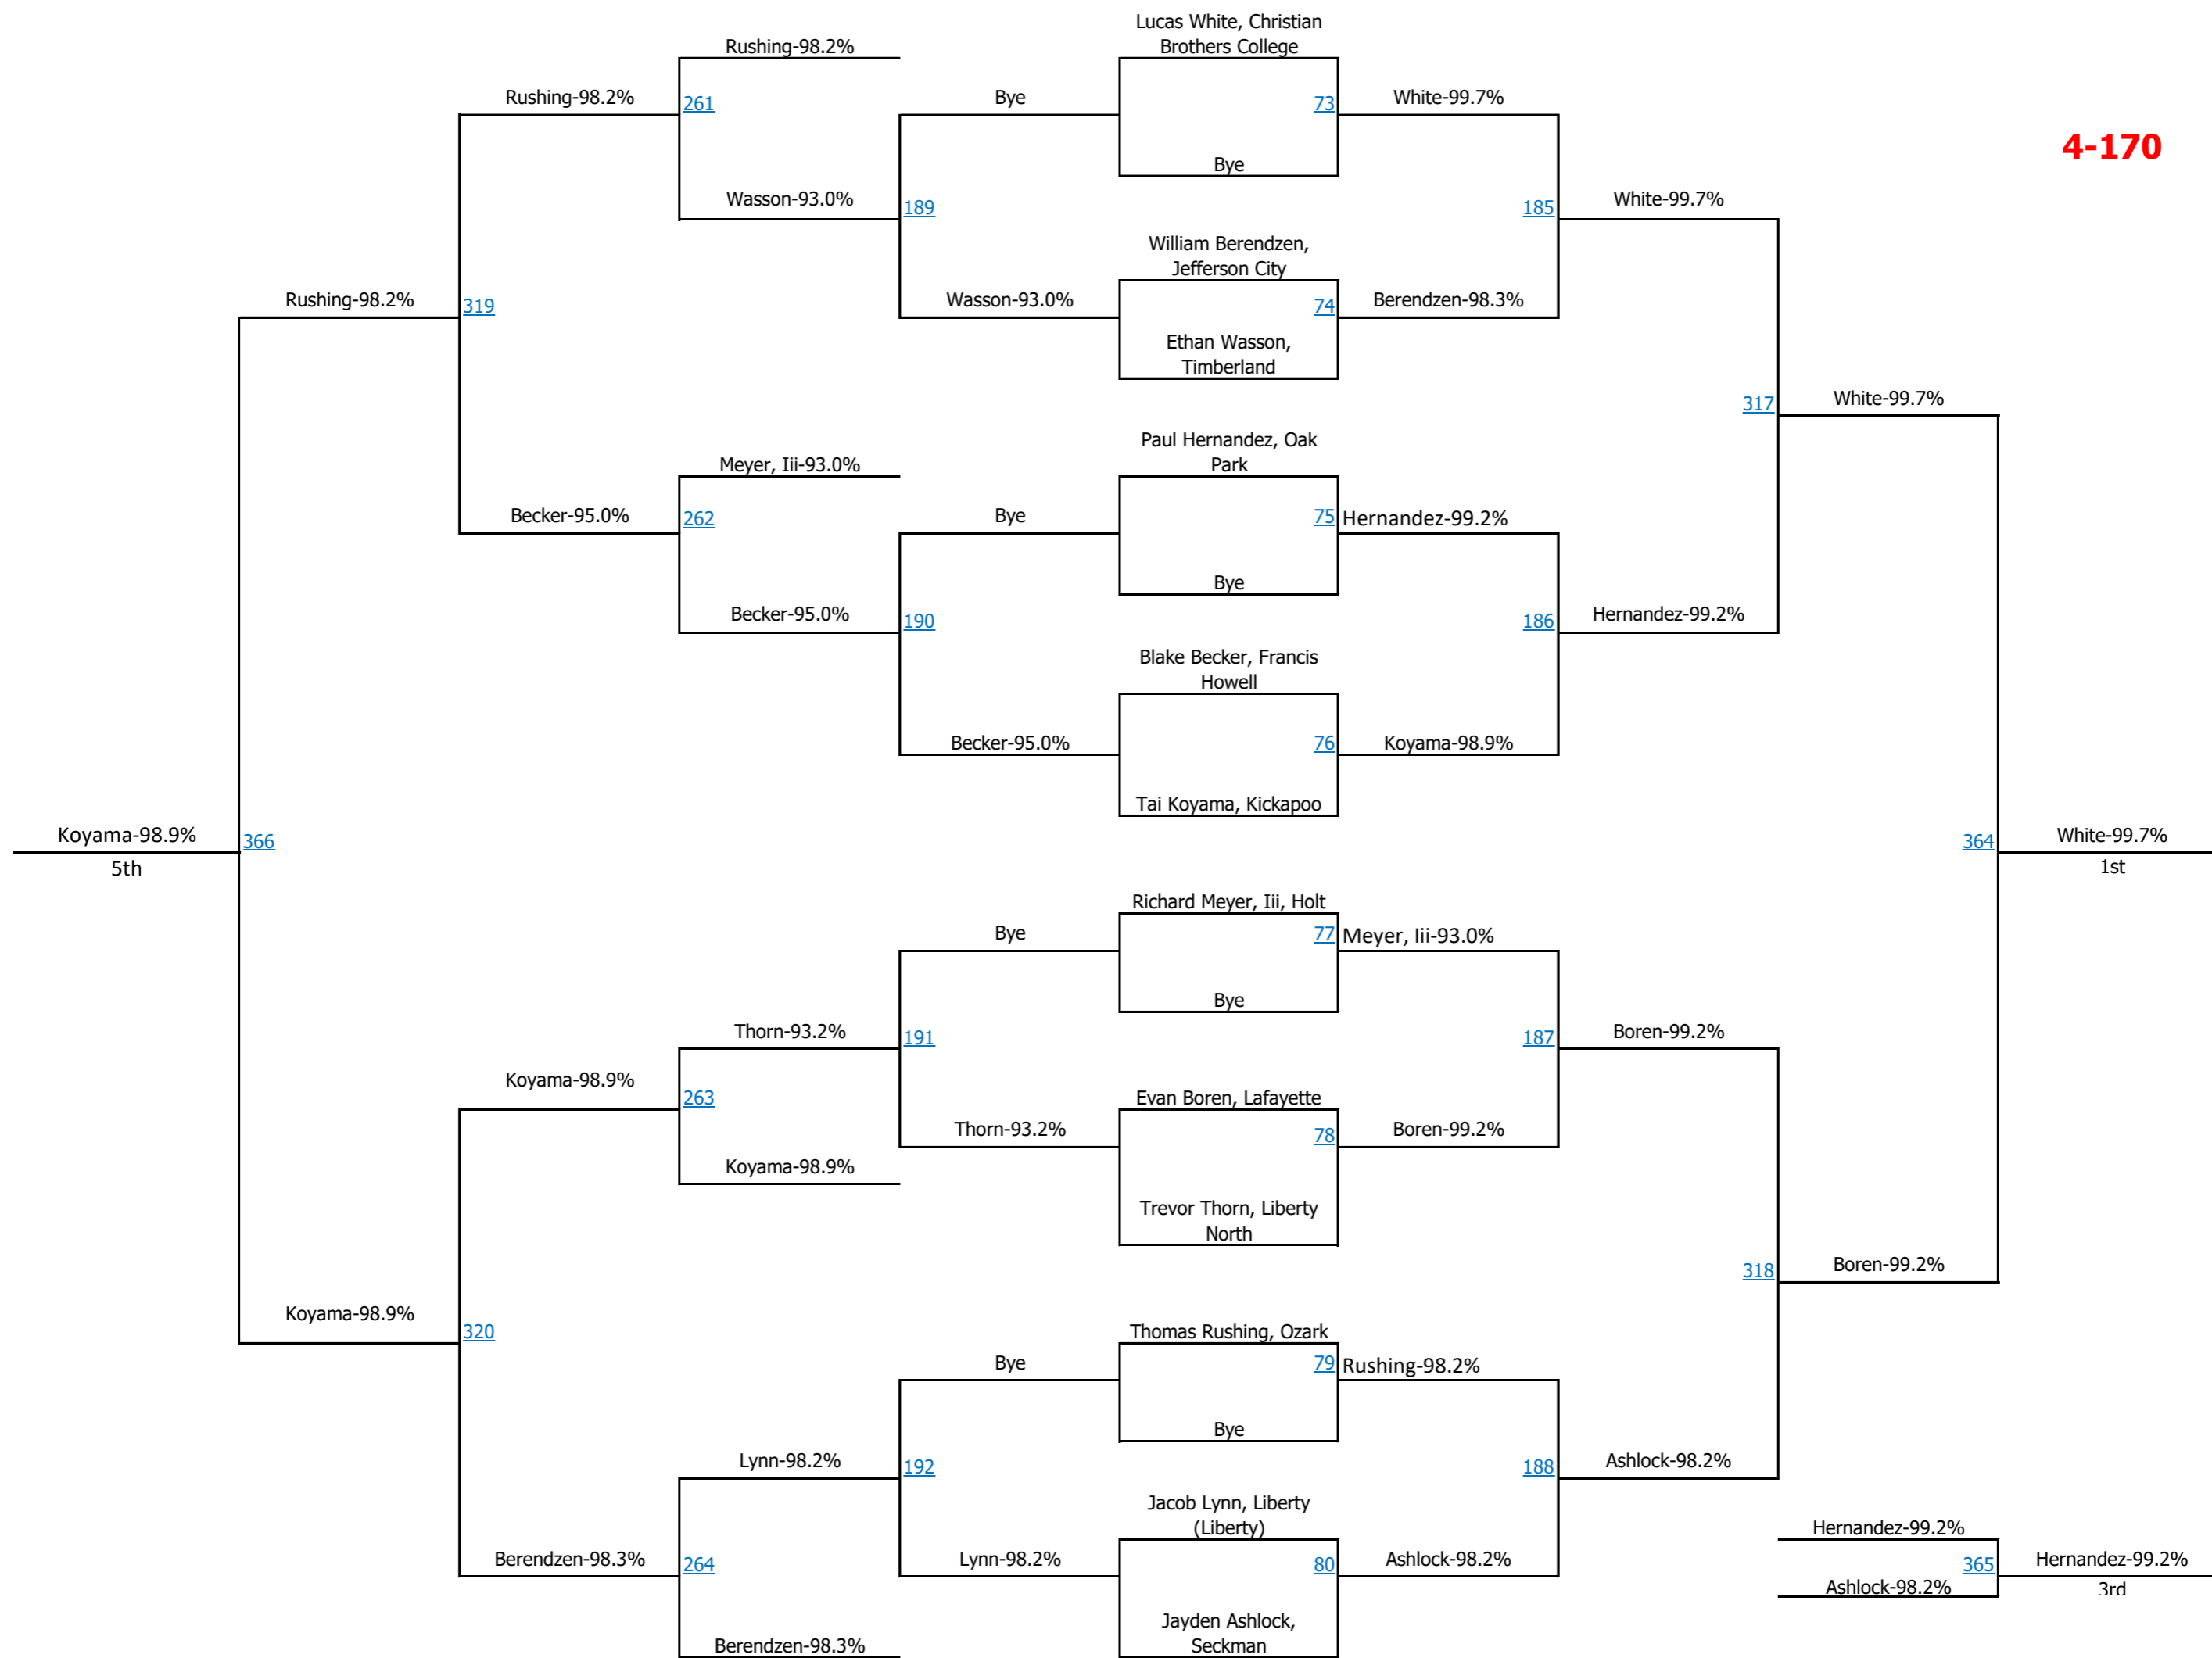 Lucas White, Christian
Brothers College
Rushing-98.2%
Rushing-98.2%
261
Bye
73
White-99.7%
4-170
Bye
Wasson-93.0%
189
185
White-99.7%
William Berendzen,
Jefferson City
Rushing-98.2%
319
Wasson-93.0%
74
Berendzen-98.3%
Ethan Wasson,
Timberland
317
White-99.7%
Paul Hernandez, Oak
Park
Meyer, Iii-93.0%
Becker-95.0%
262
Bye
75
Hernandez-99.2%
Bye
Becker-95.0%
190
186
Hernandez-99.2%
Blake Becker, Francis
Howell
Becker-95.0%
76
Koyama-98.9%
Tai Koyama, Kickapoo
Koyama-98.9%
366
364
White-99.7%
5th
1st
Richard Meyer, Iii, Holt
Bye
77
Meyer, Iii-93.0%
Bye
Thorn-93.2%
191
187
Boren-99.2%
Koyama-98.9%
263
Evan Boren, Lafayette
Thorn-93.2%
78
Boren-99.2%
Koyama-98.9%
Trevor Thorn, Liberty
North
318
Boren-99.2%
Koyama-98.9%
320
Thomas Rushing, Ozark
Bye
79
Rushing-98.2%
Bye
Lynn-98.2%
192
188
Ashlock-98.2%
Jacob Lynn, Liberty
(Liberty)
Hernandez-99.2%
Berendzen-98.3%
264
Lynn-98.2%
80
Ashlock-98.2%
365
Hernandez-99.2%
Ashlock-98.2%
3rd
Jayden Ashlock,
Seckman
Berendzen-98.3%